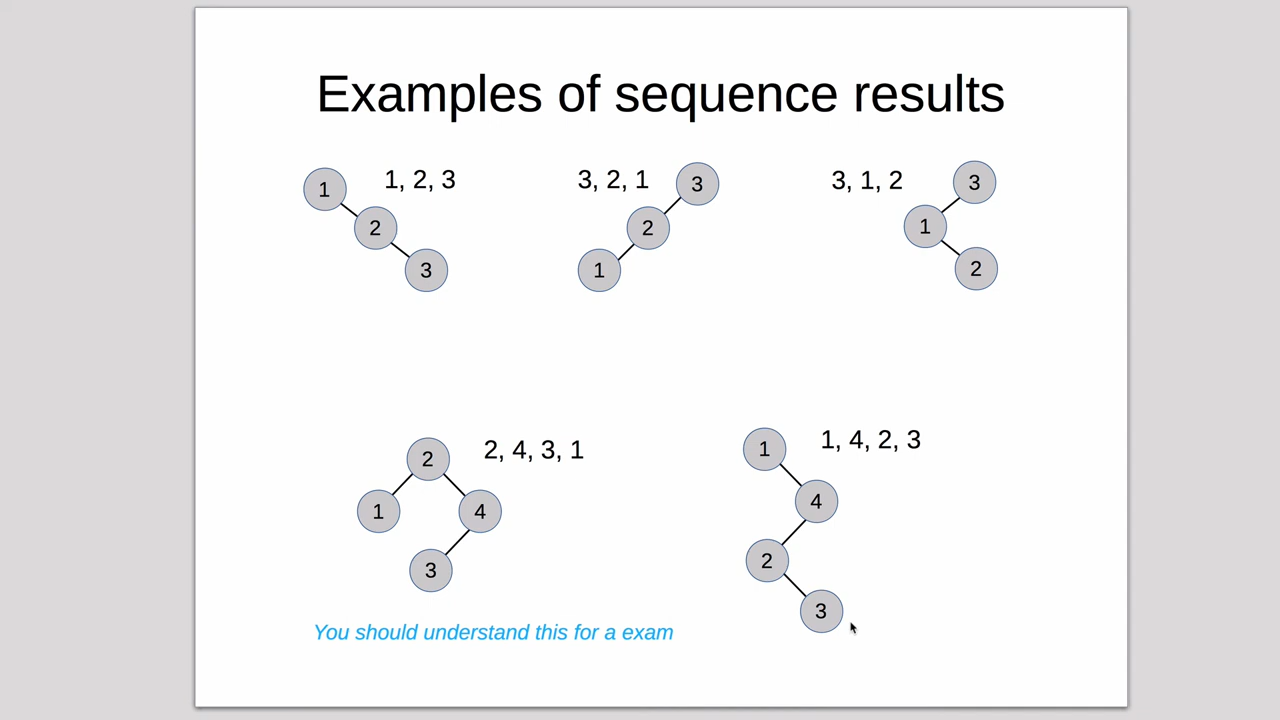 Examples of sequence results
1
1, 2, 3
2
3
3, 2, 1
3
2
1
3, 1, 2
3
1
2
2
2, 4, 3, 1
1
4
3
1
1, 4, 2, 3
4
2
3
You should understand this for a exam